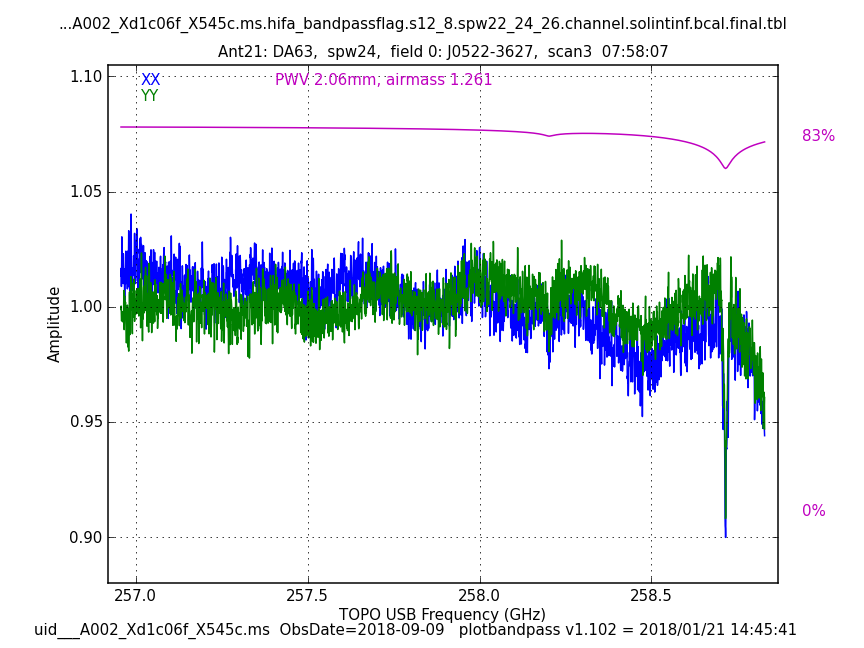 ...A002_Xd1c06f_X545c.ms.hifa_bandpassflag.s12_8.spw22_24_26.channel.solintinf.bcal.final.tbl
Ant21: DA63, spw24, field 0: J0522-3627, scan3 07:58:07
1.10
XX
PWV 2.06mm, airmass 1.261
YY
83%
1.05
1.00
Amplitude
0.95
0%
0.90
257.0 257.5 258.0 258.5
TOPO USB Frequency (GHz)
uid___A002_Xd1c06f_X545c.ms ObsDate=2018-09-09 plotbandpass v1.102 = 2018/01/21 14:45:41